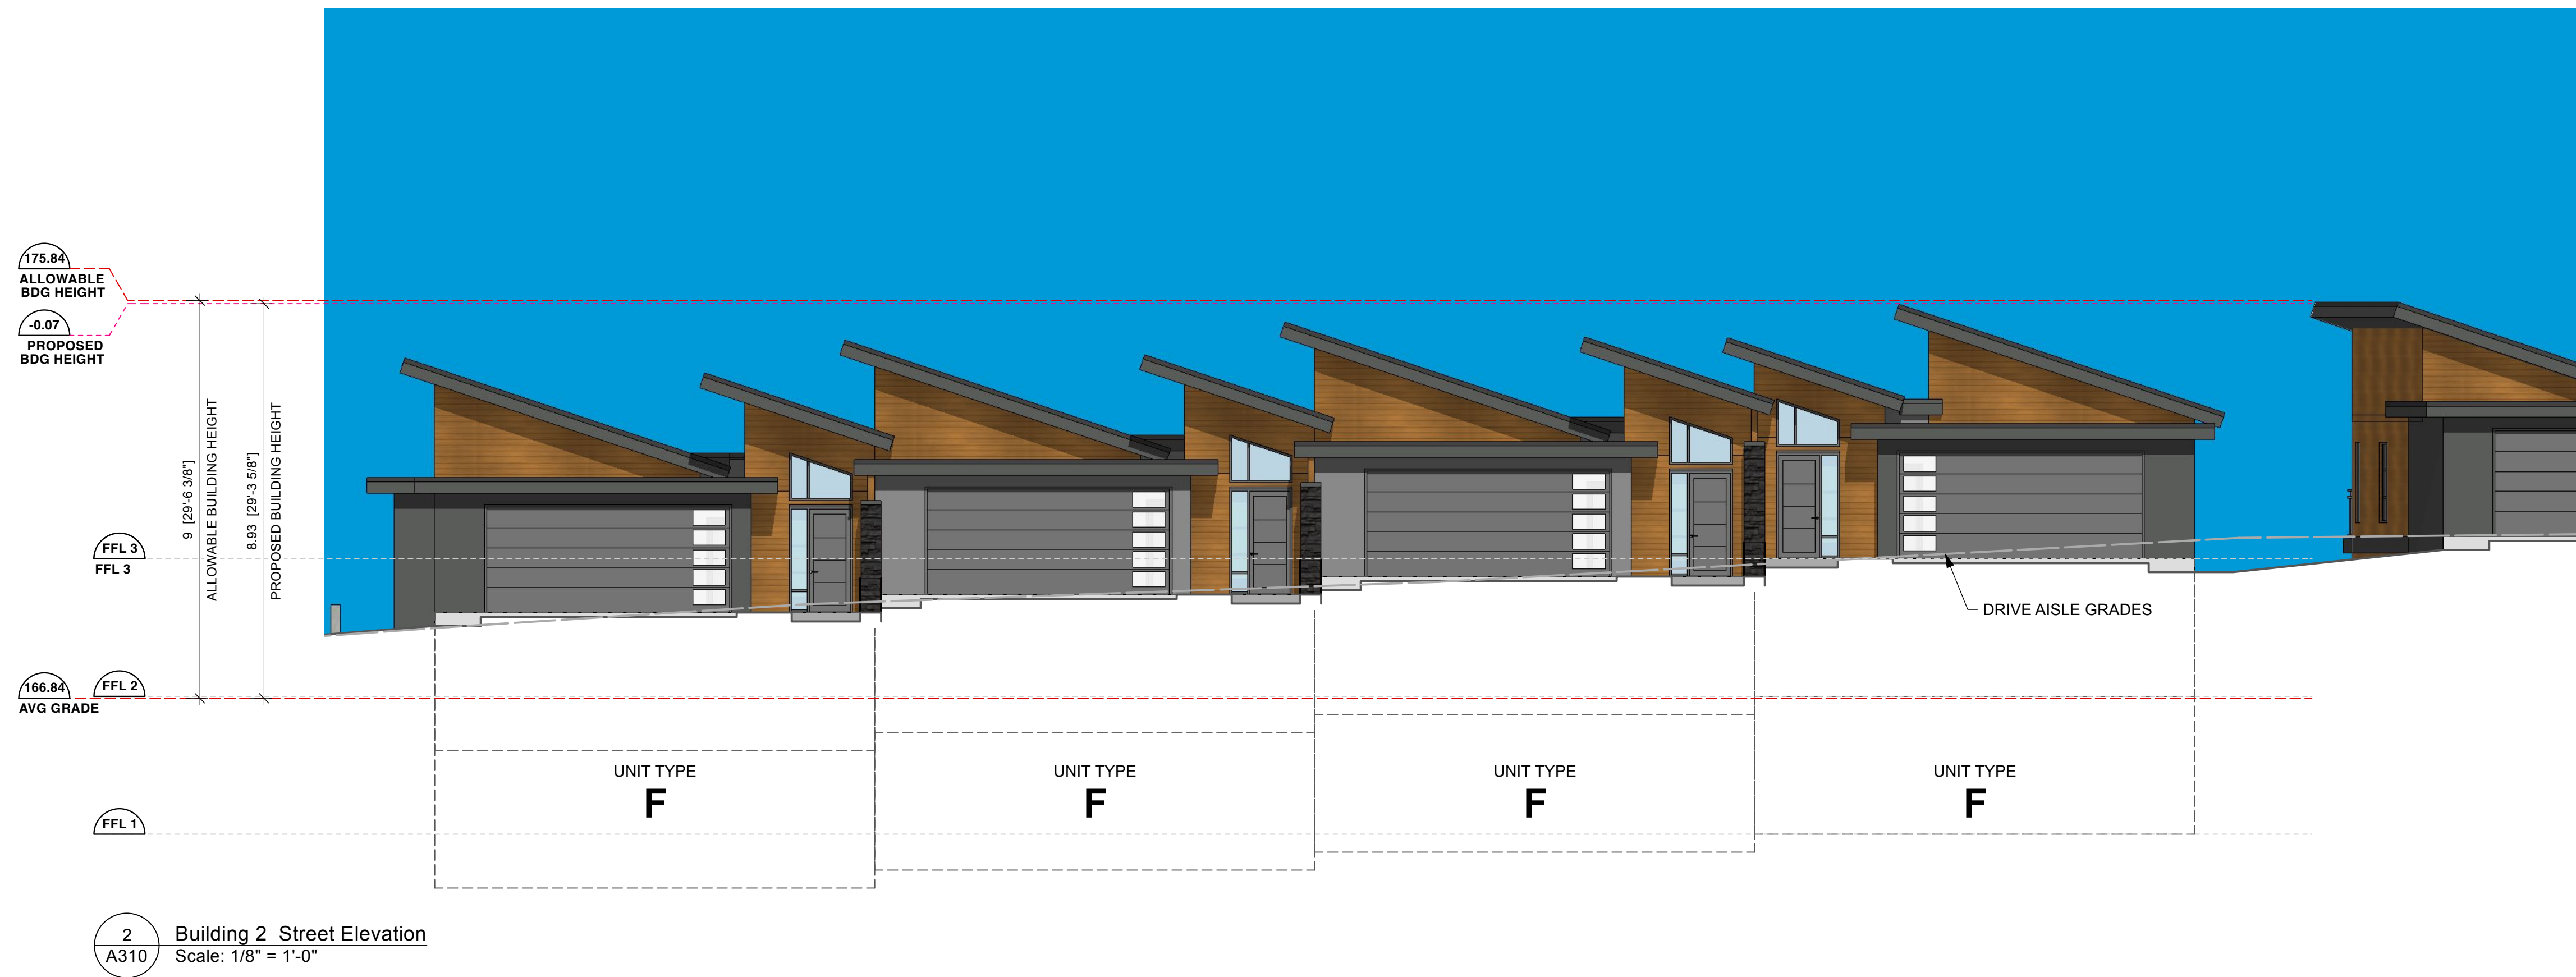 175.84
ALLOWABLE
BDG HEIGHT
-0.07
PROPOSED
BDG HEIGHT
9 [29'-6 3/8"]
ALLOWABLE BUILDING HEIGHT
8.93 [29'-3 5/8"]
PROPOSED BUILDING HEIGHT
FFL 3
FFL 3
DRIVE AISLE GRADES
166.84
AVG GRADE
FFL 2
UNIT TYPE
F
UNIT TYPE
F
UNIT TYPE
F
UNIT TYPE
F
FFL 1
2
A310
Building 2 Street Elevation
Scale: 1/8" = 1'-0"